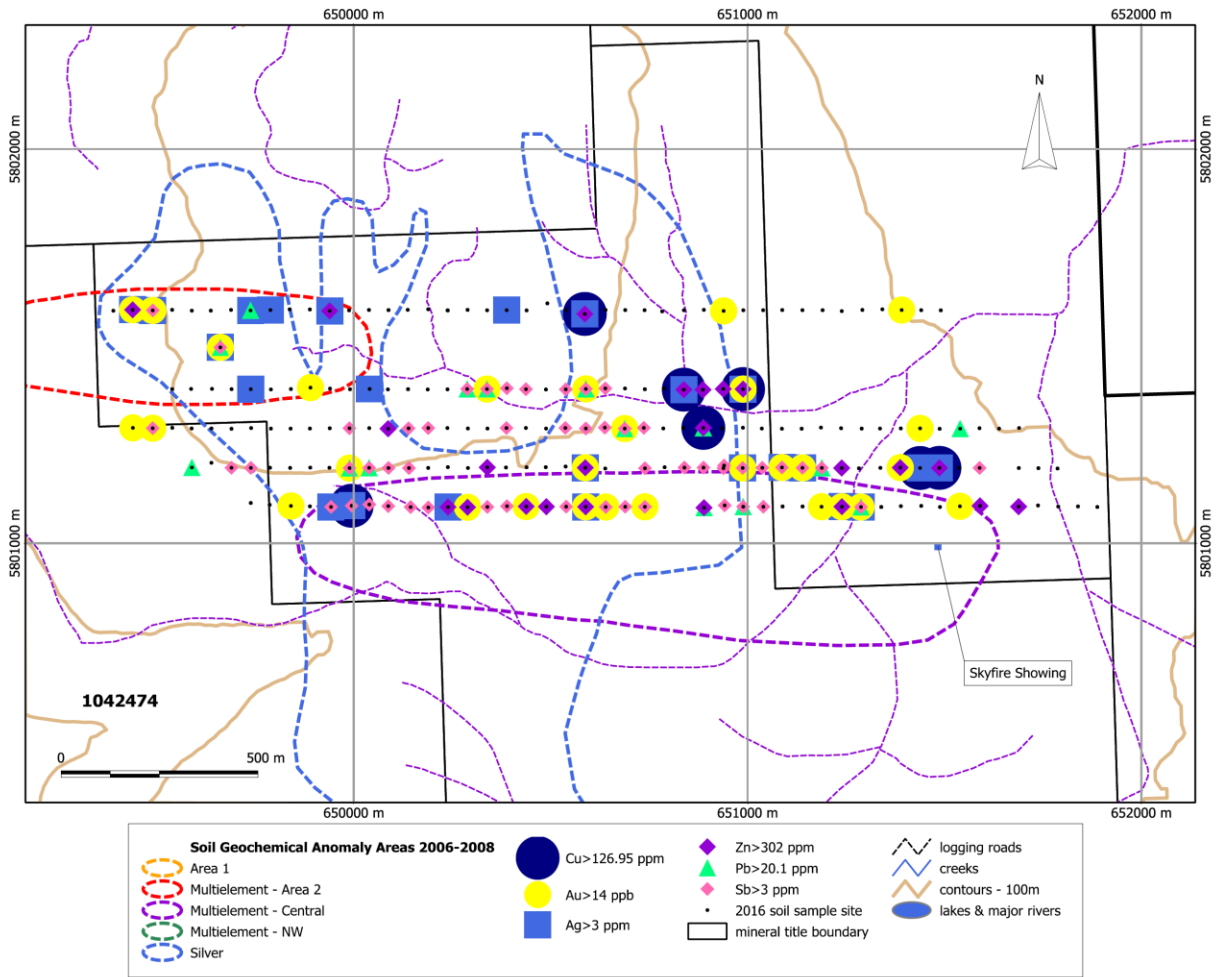 650000 m
651000 m
652000 m
N
5802000 m
5802000 m
5801000 m
5801000 m
Skyfire Showing
1042474
0
500 m
650000 m
651000 m
652000 m
Soil Geochemical Anomaly Areas 2006-2008
Area 1
Multielement - Area 2
Multielement - Central
Multielement - NW
Silver
Cu>126.95 ppm
Au>14 ppb
Ag>3 ppm
Zn>302 ppm
Pb>20.1 ppm
Sb>3 ppm
2016 soil sample site
mineral title boundary
logging roads
creeks
contours - 100m
lakes & major rivers